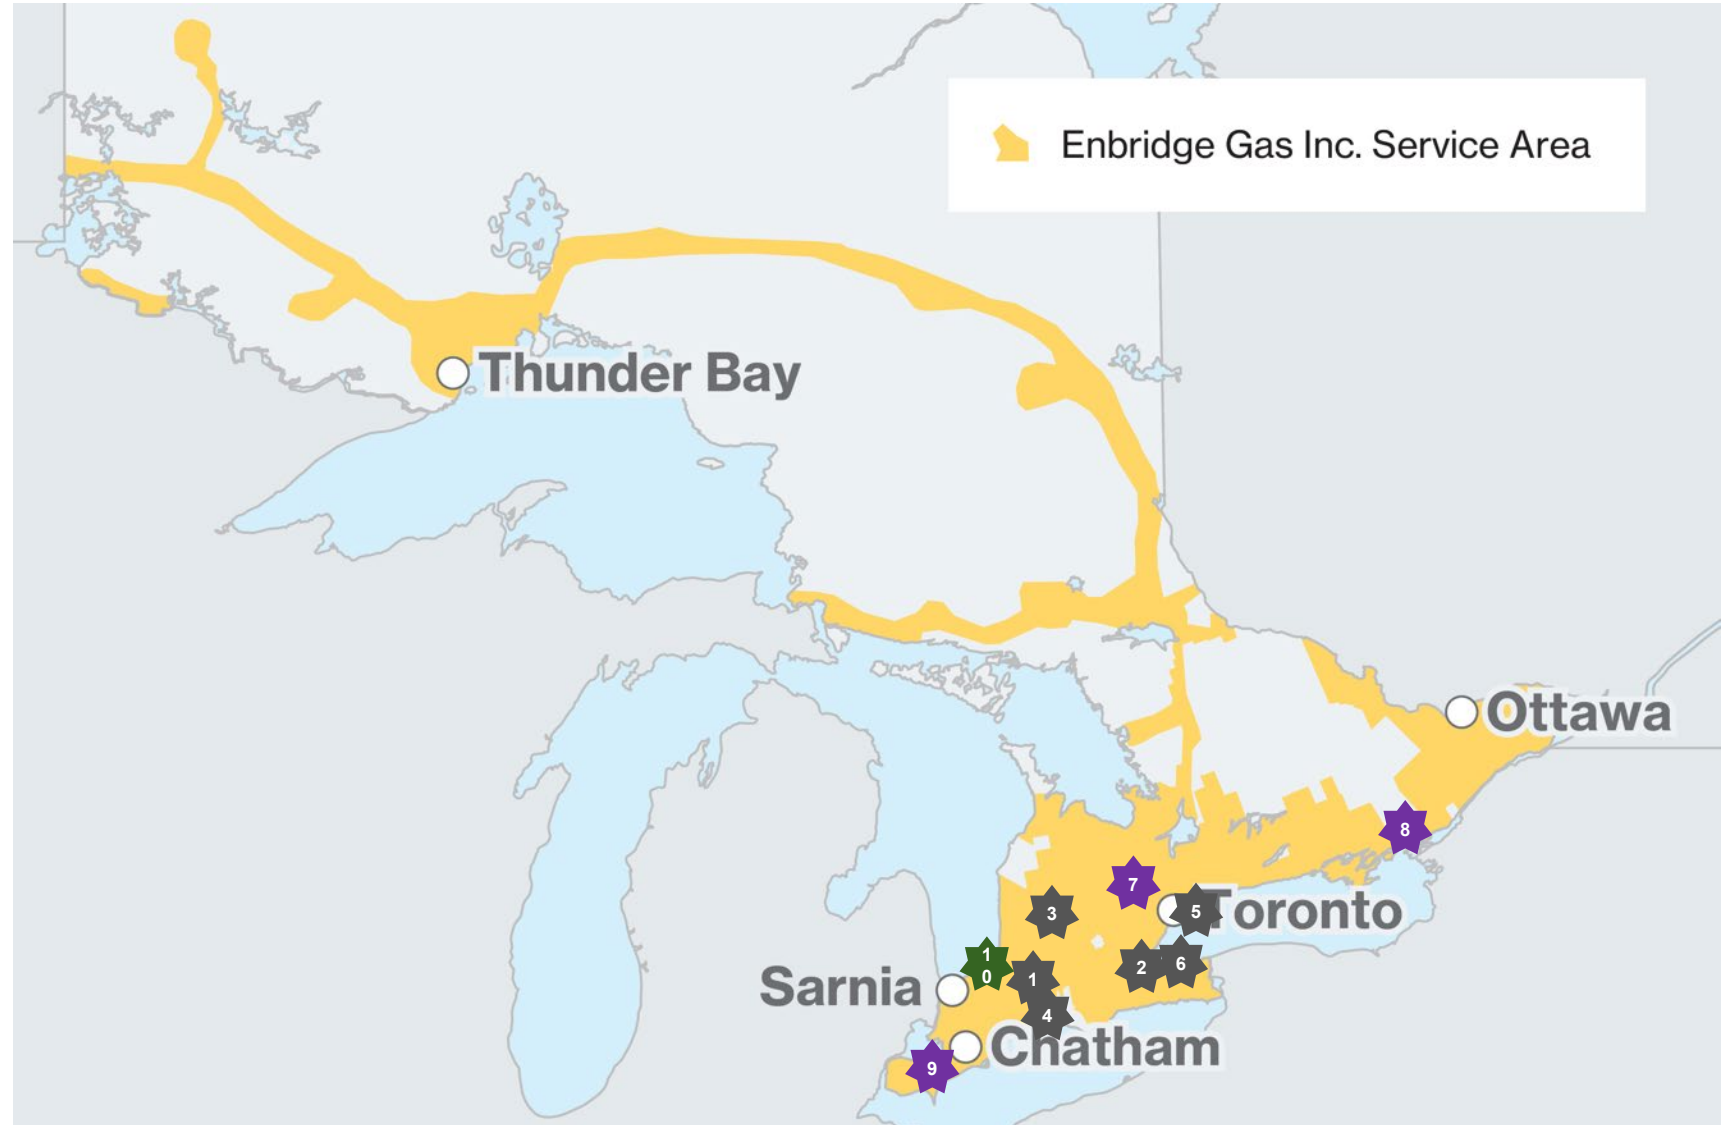 Enbridge Gas Inc. Service Area
Thunder Bay
Ottawa
8
7
3
5
Toronto
1
0
2
6
Sarnia
1
4
Chatham
9